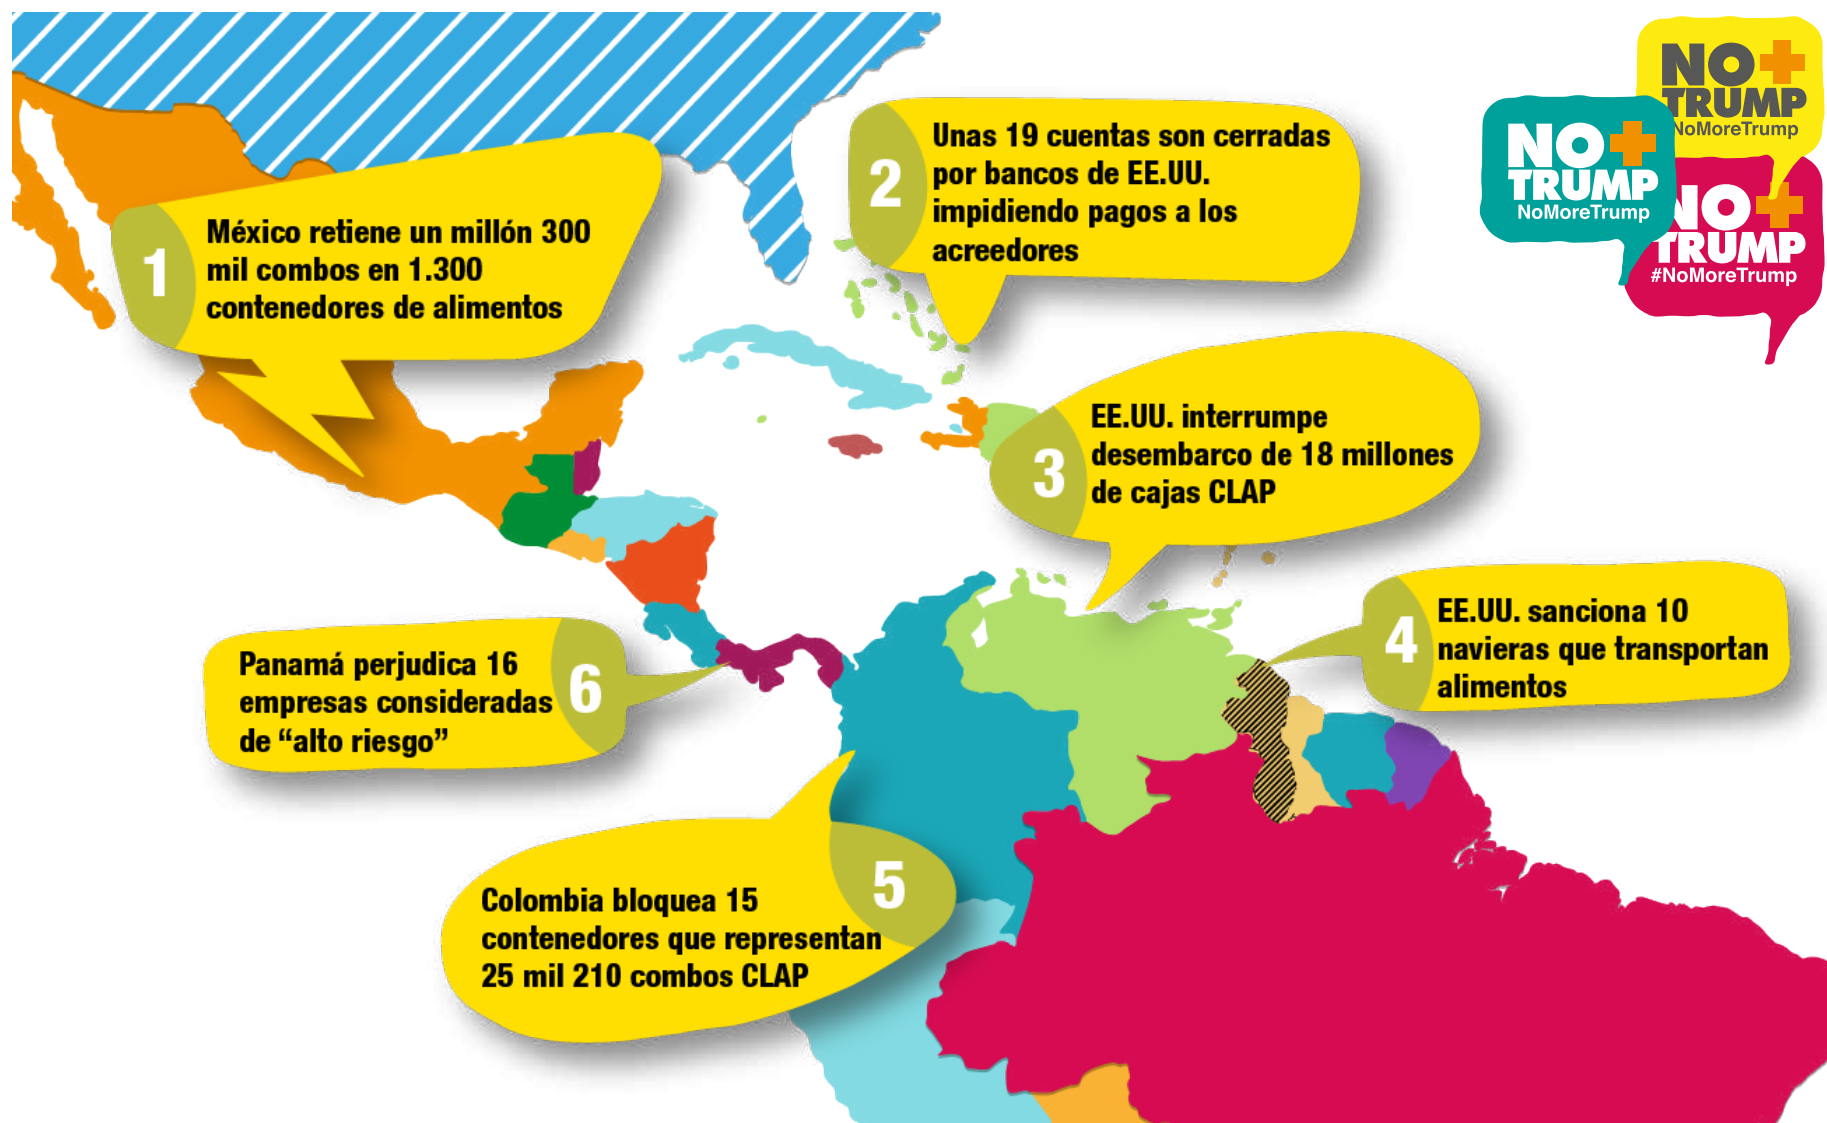 NO+
TRUMP
NoMoreTrump
NO+
TRUMP
NoMoreTrump
NO+
TRUMP
#NoMoreTrump
1
México retiene un millón 300
mil combos en 1.300
contenedores de alimentos
2
Unas 19 cuentas son cerradas
por bancos de EE.UU.
impidiendo pagos a los
acreedores
3
EE.UU. interrumpe
desembarco de 18 millones
de cajas CLAP
4
EE.UU. sanciona 10
navieras que transportan
alimentos
Panamá perjudica 16
empresas consideradas
de “alto riesgo”
6
5
Colombia bloquea 15
contenedores que representan
25 mil 210 combos CLAP